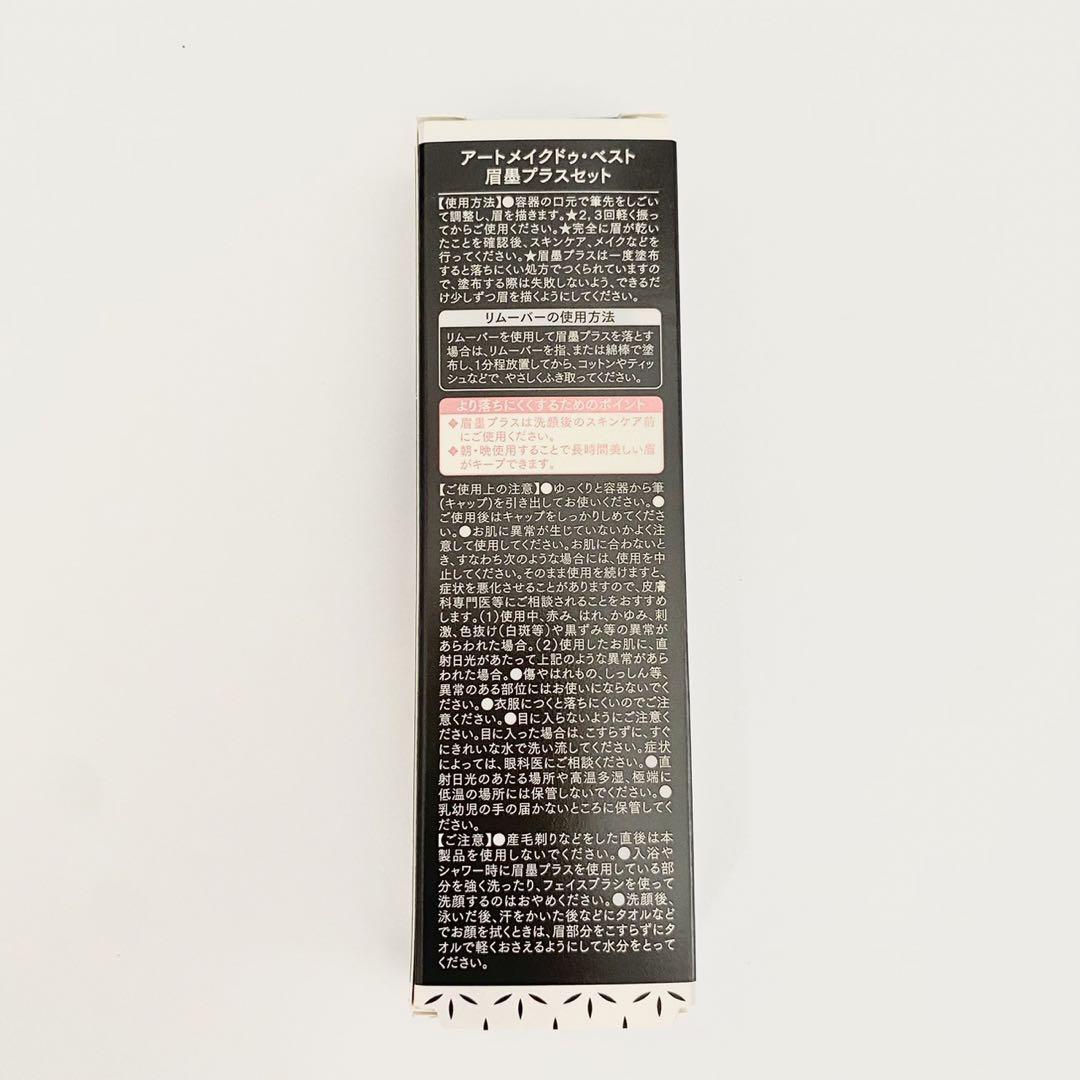 アートメイクドゥ・ベスト
眉墨プラスセット
【使用方法】●容器の口元で筆先をしごい
て調整し、眉を描きます。★2，3回軽く振っ
てからご使用ください。★完全に眉が乾い
たことを確認後、スキンケア、メイクなどを
行ってください。★眉墨プラスは一度塗布
すると落ちにくい処方でつくられていますの
で、塗布する際は失敗しないよう、できるだ
け少しずつ眉を描くようにしてください。
リムーバーの使用方法
リムーバーを使用して眉墨プラスを落とす
場合は、リムーバーを指、または綿棒で塗
布し、1分程放置してから、コットンやティッ
シュなどで、やさしくふき取ってください。
より落ちにくくするためのポイント
❖眉墨プラスは洗顔後のスキンケア前
にご使用ください。
❖朝・晩使用することで長時間美しい眉
がキープできます。
【ご使用上の注意】●ゆっくりと容器から筆
(キャップ)を引き出してお使いください。●
ご使用後はキャップをしっかりしめてくださ
い。●お肌に異常が生じていないかよく注
意して使用してください。お肌に合わないと
き、すなわち次のような場合には、使用を中
止してください。そのまま使用を続けますと、
症状を悪化させることがありますので、皮膚
科専門医等にご相談されることをおすすめ
します。(1)使用中、赤み、はれ、かゆみ、刺
激、色抜け(白斑等)や黒ずみ等の異常が
あらわれた場合。(2)使用したお肌に、直
射日光があたって上記のような異常があら
われた場合。●傷やはれもの、しっしん等、
異常のある部位にはお使いにならないでく
ださい。●衣服につくと落ちにくいのでご注
意ください。●目に入らないようにご注意く
ださい。目に入った場合は、こすらずに、すぐ
にきれいな水で洗い流してください。症状
によっては、眼科医にご相談ください。●直
射日光のあたる場所や高温多湿、極端に
低温の場所には保管しないでください。●
乳幼児の手の届かないところに保管してく
ださい。
【ご注意】●産毛剃りなどをした直後は本
製品を使用しないでください。●入浴や
シャワー時に眉墨プラスを使用している部
分を強く洗ったり、フェイスブラシを使って
洗顔するのはおやめください。●洗顔後、
泳いだ後、汗をかいた後などにタオルなど
でお顔を拭くときは、眉部分をこすらずにタ
オルで軽くおさえるようにして水分をとって
ください。